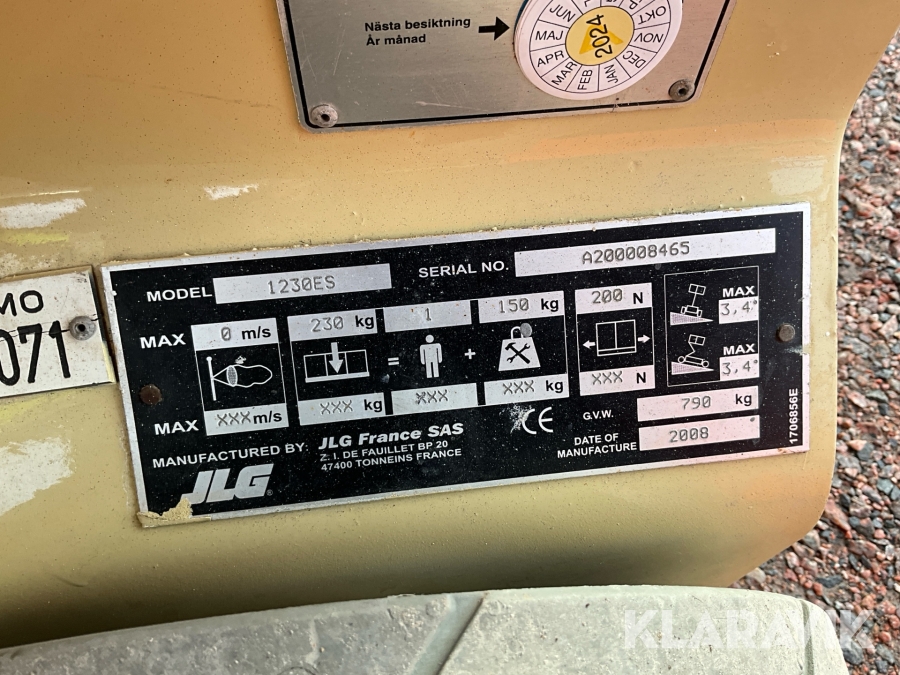 Nästa besiktning
År månad
JUN
MAJ
APR
MAR
FEB
JAN
DEC
NOV
OKT
2024
MO
071
MODEL 1230ES
SERIAL NO. A200008465
MAX 0 m/s 230 kg = 1 + 150 kg 200 N MAX 3,4°
MAX XXX m/s XXX kg XXX XXX kg XXX N MAX 3,4°
MANUFACTURED BY: JLG France SAS
Z. I. DE FAUILLET BP 20
47400 TONNEINS FRANCE
CE
G.V.W. 790 kg
DATE OF MANUFACTURE 2008
JLG®
1706856E
KLARAVIK